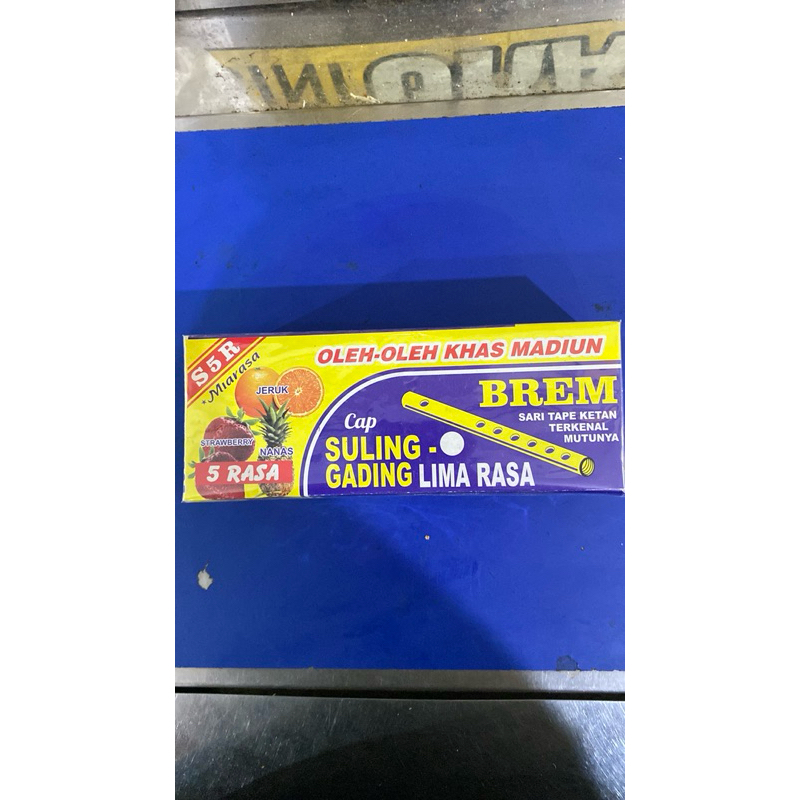 S5R
*Miarasa
JERUK
STRAWBERRY
NANAS
5 RASA
OLEH-OLEH KHAS MADIUN
BREM
SARI TAPE KETAN
TERKENAL
MUTUNYA
Cap
SULING -
GADING LIMA RASA